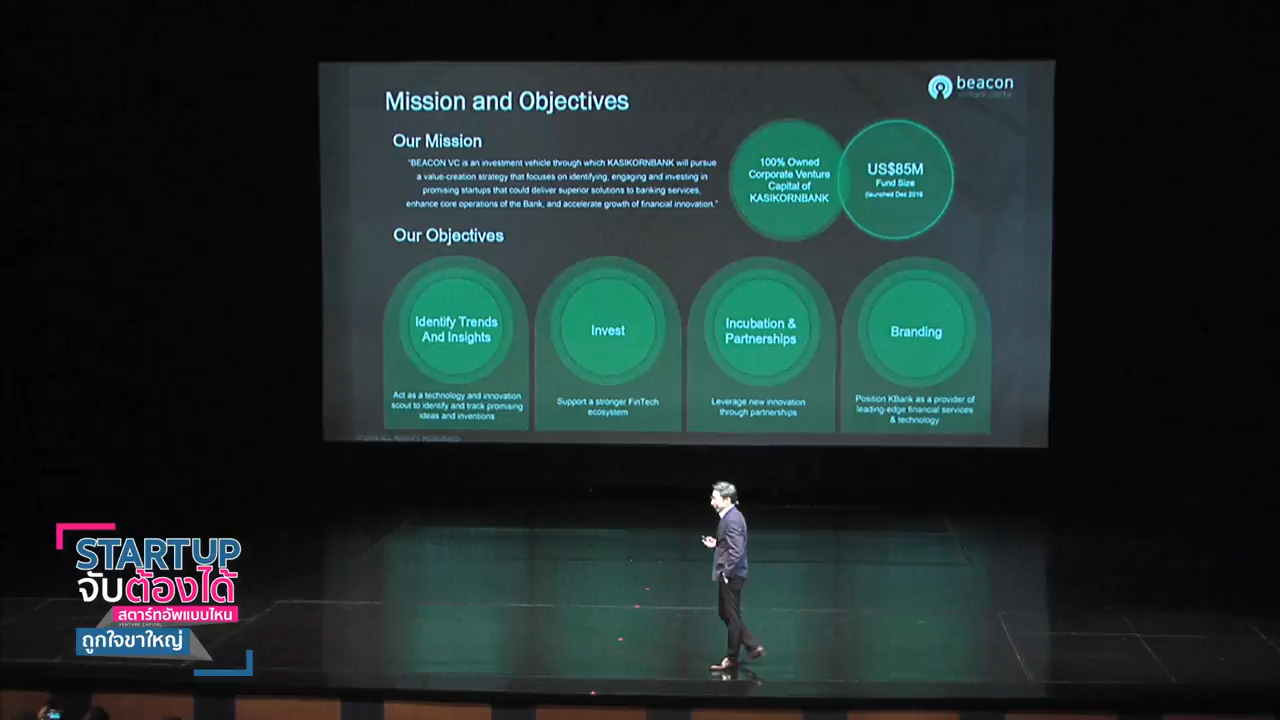 Mission and Objectives
beacon
Our Mission
"BEACON VC is an investment vehicle through which KASIKORNBANK will pursue
a value-creation strategy that focuses on identifying, engaging and investing in
promising startups that could deliver superior solutions to banking services,
enhance core operations of the Bank, and accelerate growth of financial innovation."
100% Owned
Corporate Venture
Capital of
KASIKORNBANK
US$85M
Fund Size
(launched Dec 2016
Our Objectives
Identify Trends
And Insights
Act as a technology and innovation
scout to identify and track promising
ideas and inventions
Invest
Support a stronger FinTech
ecosystem
Incubation &
Partnerships
Leverage new innovation
through partnerships
Branding
Position KBank as a provider of
leading-edge financial services
& technology
STARTUP
จับต้องได้
สตาร์ทอัพแบบไหน
VENTURE CAPITAL
ถูกใจขาใหญ่